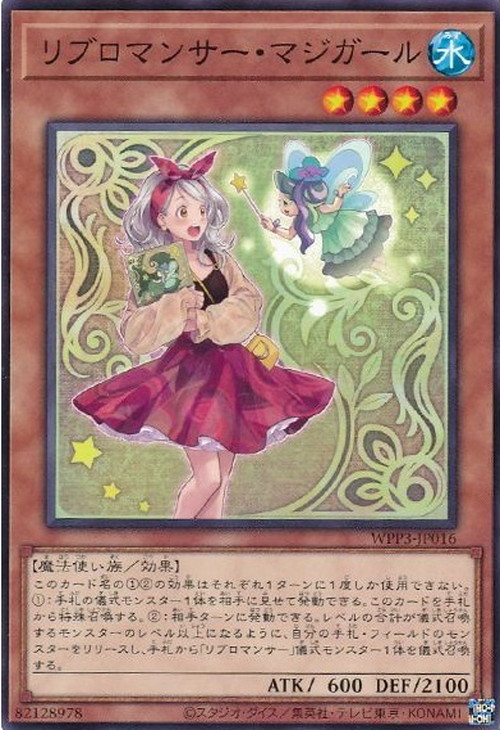 リブロマンサー・マジガール
水
WPP3-JP016
【魔法使い族/効果】
このカード名の①②の効果はそれぞれ1ターンに1度しか使用できない。
①：手札の儀式モンスター1体を相手に見せて発動できる。このカードを手札
から特殊召喚する。②：相手ターンに発動できる。レベルの合計が儀式召喚
するモンスターのレベル以上になるように、自分の手札・フィールドのモン
スターをリリースし、手札から「リブロマンサー」儀式モンスター1体を儀式召
喚する。
ATK/ 600 DEF/2100
82128978
©スタジオ・ダイス/集英社・テレビ東京・KONAMI